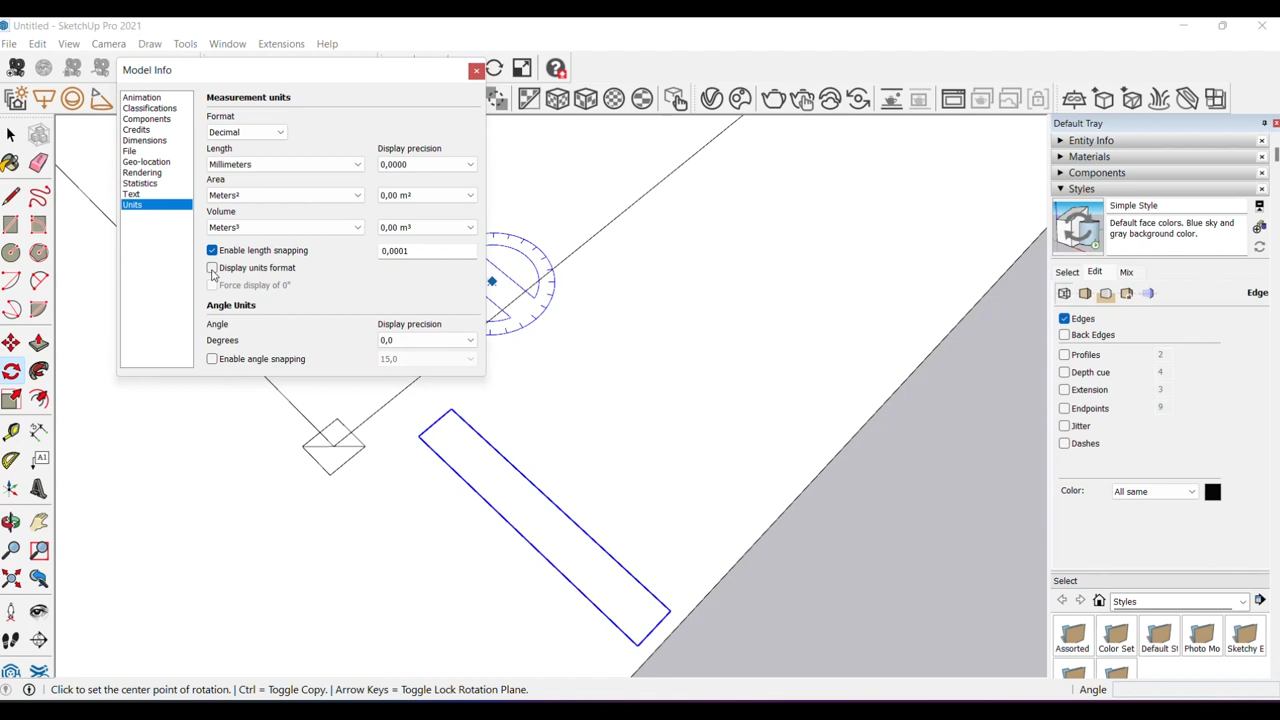 Untitled - SketchUp Pro 2021
File Edit View Camera Draw Tools Window Extensions Help
Model Info
Animation
Classifications
Components
Credits
Dimensions
File
Geo-location
Rendering
Statistics
Text
Units
Measurement units
Format
Decimal
Length Display precision
Millimeters 0,0000
Area
Meters² 0,00 m²
Volume
Meters³ 0,00 m³
Enable length snapping 0,0001
Display units format
Force display of 0"
Angle Units
Angle Display precision
Degrees 0,0
Enable angle snapping 15,0
A1
Default Tray
Entity Info
Materials
Components
Styles
Simple Style
Default face colors. Blue sky and
gray background color.
Select Edit Mix
Edge
Edges
Back Edges
Profiles 2
Depth cue 4
Extension 3
Endpoints 9
Jitter
Dashes
Color: All same
Select
Styles
Assorted Color Set Default St Photo Mo Sketchy E
Click to set the center point of rotation. | Ctrl = Toggle Copy. | Arrow Keys = Toggle Lock Rotation Plane.
Angle